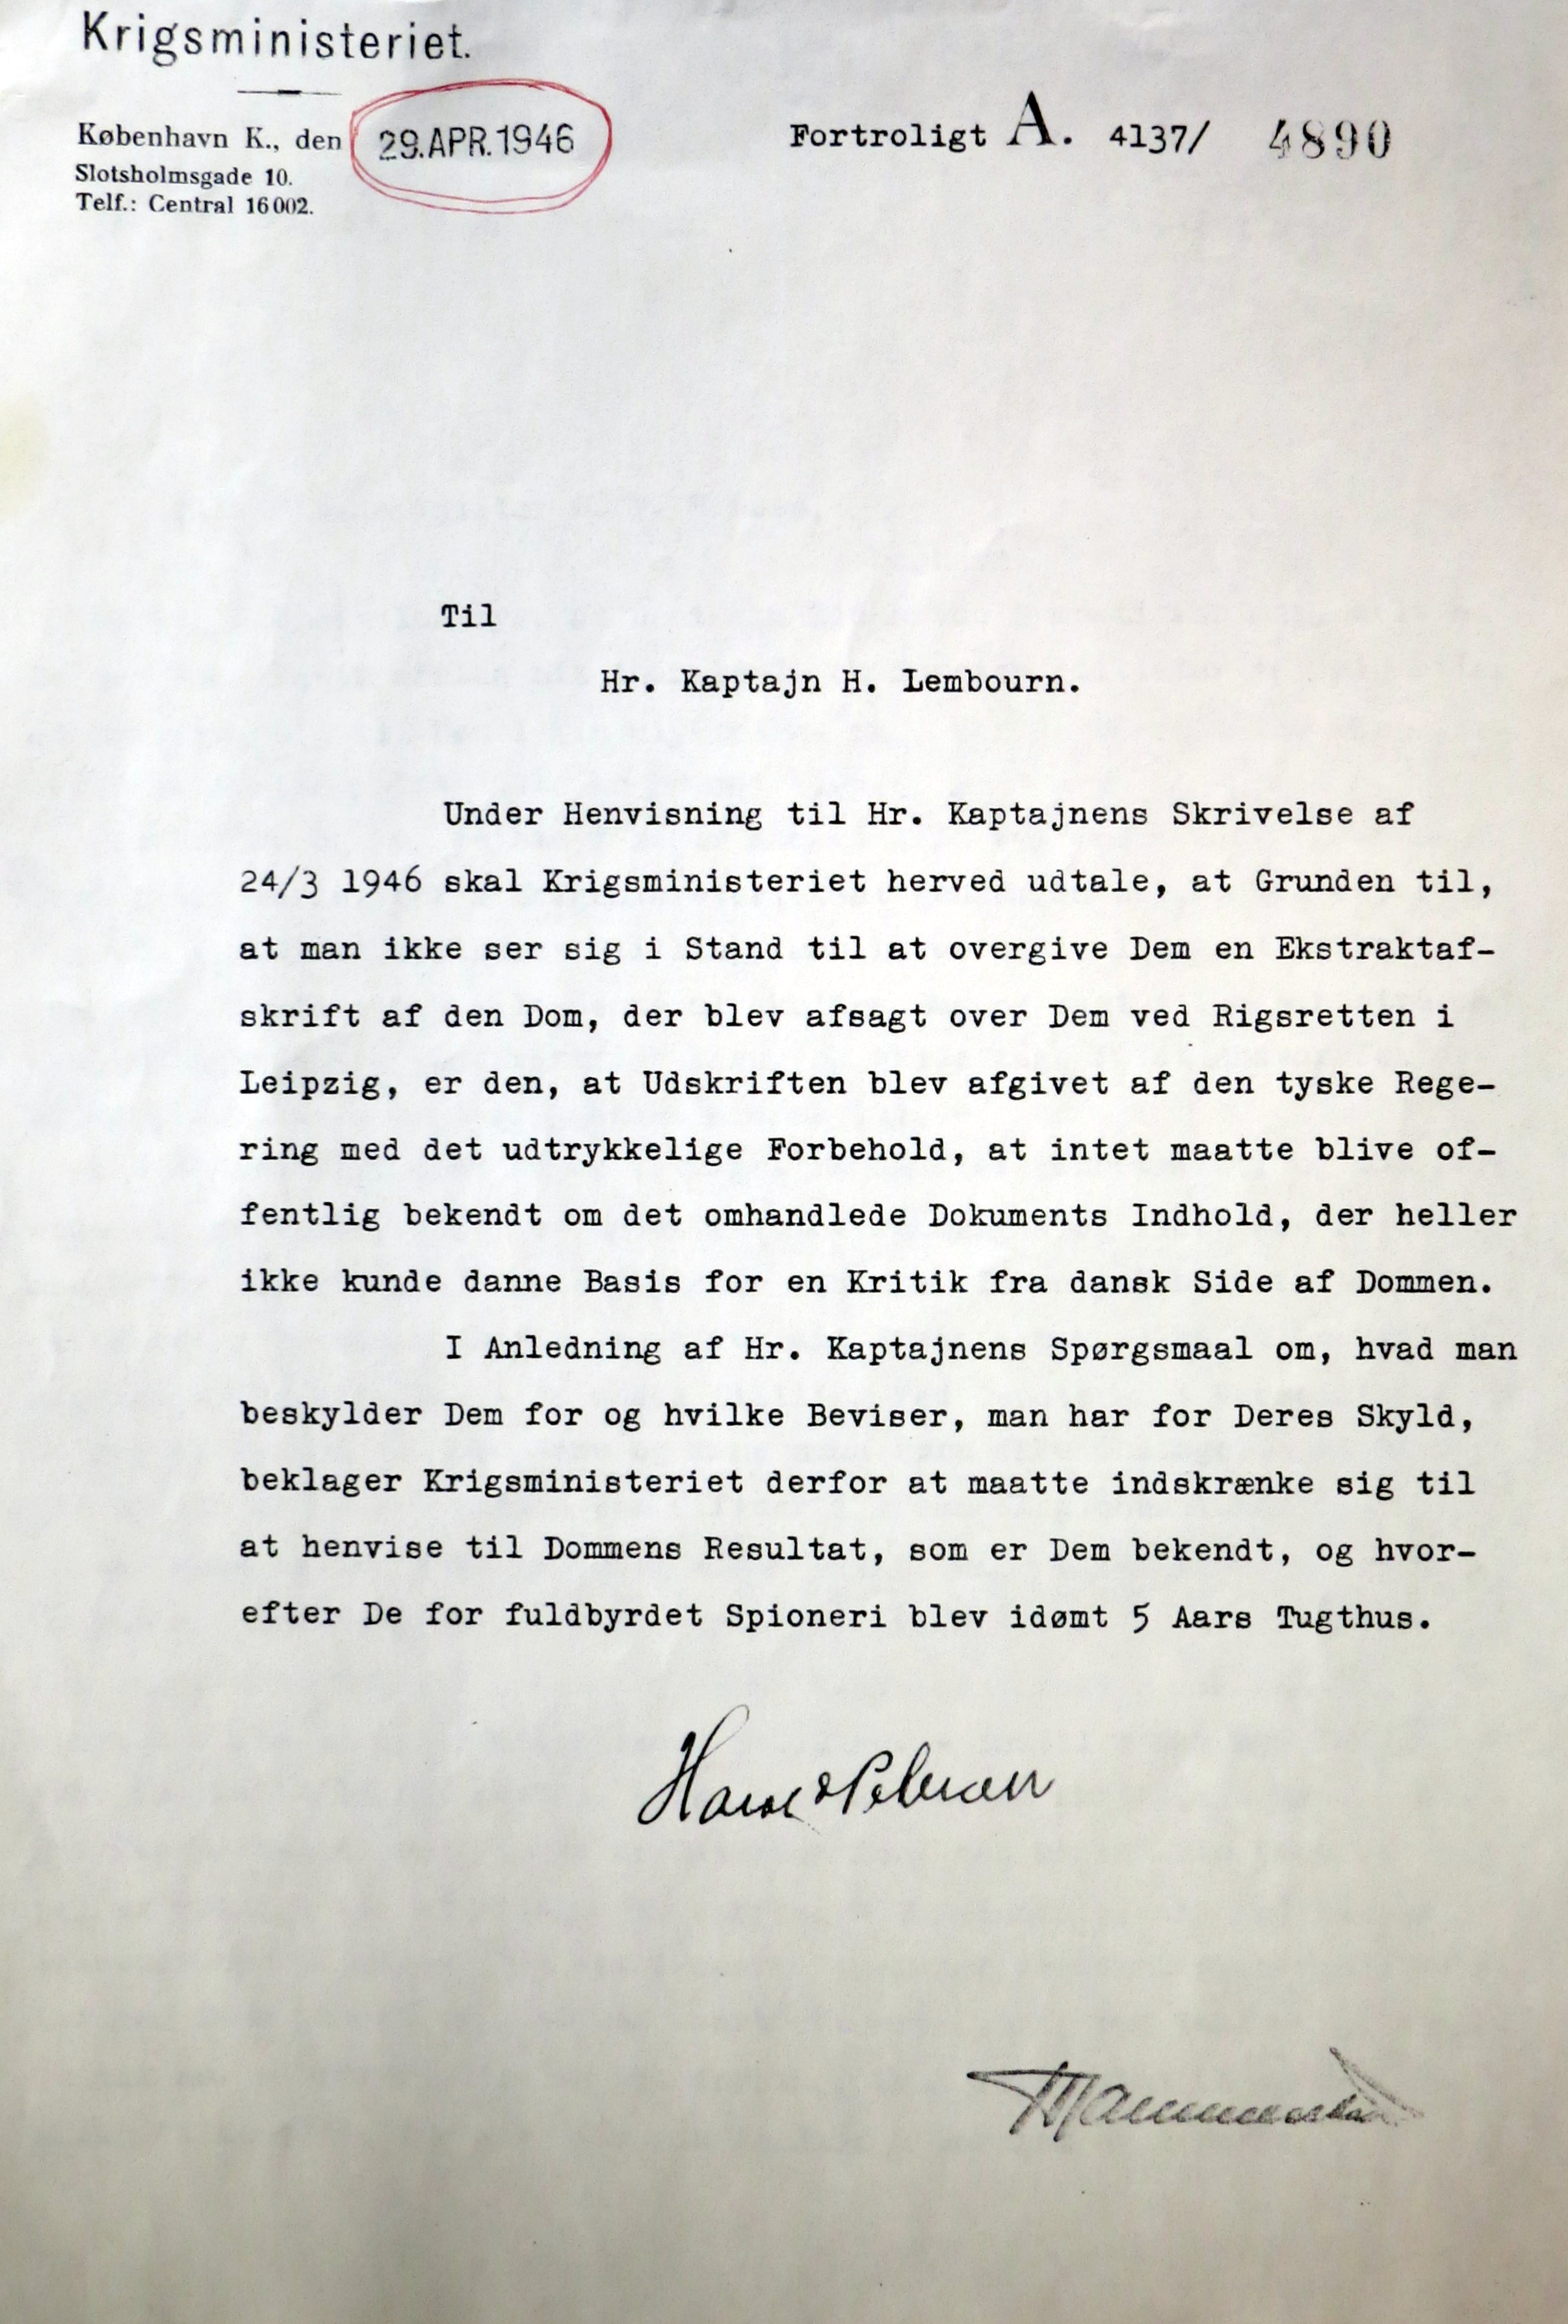 Krigsministeriet.
København K., den 29.APR.1946
Fortroligt A. 4137/ 4890
Slotsholmsgade 10.
Telf.: Central 16002.
Til
Hr. Kaptajn H. Lembourn.
Under Henvisning til Hr. Kaptajnens Skrivelse af
24/3 1946 skal Krigsministeriet herved udtale, at Grunden til,
at man ikke ser sig i Stand til at overgive Dem en Ekstraktaf-
skrift af den Dom, der blev afsagt over Dem ved Rigsretten i
Leipzig, er den, at Udskriften blev afgivet af den tyske Rege-
ring med det udtrykkelige Forbehold, at intet maatte blive of-
fentlig bekendt om det omhandlede Dokuments Indhold, der heller
ikke kunde danne Basis for en Kritik fra dansk Side af Dommen.
I Anledning af Hr. Kaptajnens Spørgsmaal om, hvad man
beskylder Dem for og hvilke Beviser, man har for Deres Skyld,
beklager Krigsministeriet derfor at maatte indskrænke sig til
at henvise til Dommens Resultat, som er Dem bekendt, og hvor-
efter De for fuldbyrdet Spioneri blev idømt 5 Aars Tugthus.